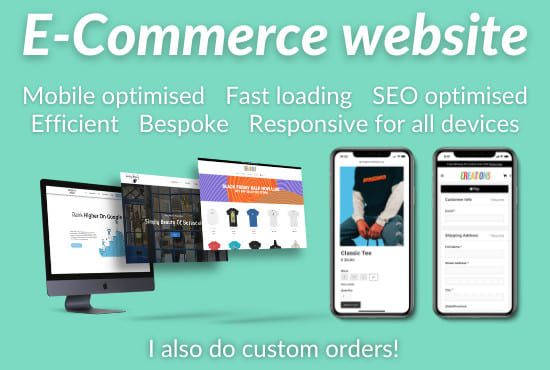 E-Commerce website
Mobile optimised Fast loading SEO optimised
Efficient Bespoke Responsive for all devices
Rank Higher On Google
BLACK FRIDAY SALE NOW LIVE
Classic Tee
CREATIONS
Customer Info
Shipping Address
I also do custom orders!